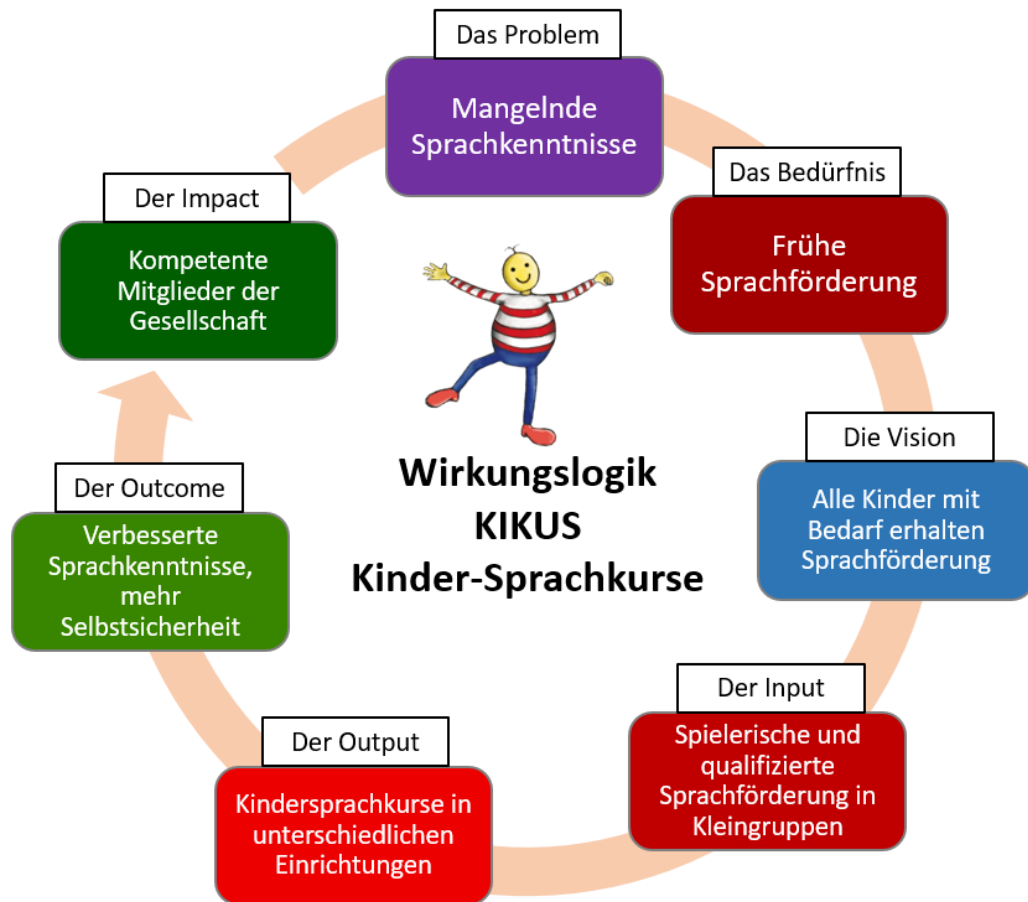 Das Problem
Mangelnde
Sprachkenntnisse
Das Bedürfnis
Frühe
Sprachförderung
Die Vision
Alle Kinder mit
Bedarf erhalten
Sprachförderung
Der Input
Spielerische und
qualifizierte
Sprachförderung in
Kleingruppen
Der Output
Kindersprachkurse in
unterschiedlichen
Einrichtungen
Der Outcome
Verbesserte
Sprachkenntnisse,
mehr
Selbstsicherheit
Der Impact
Kompetente
Mitglieder der
Gesellschaft
Wirkungslogik
KIKUS
Kinder-Sprachkurse